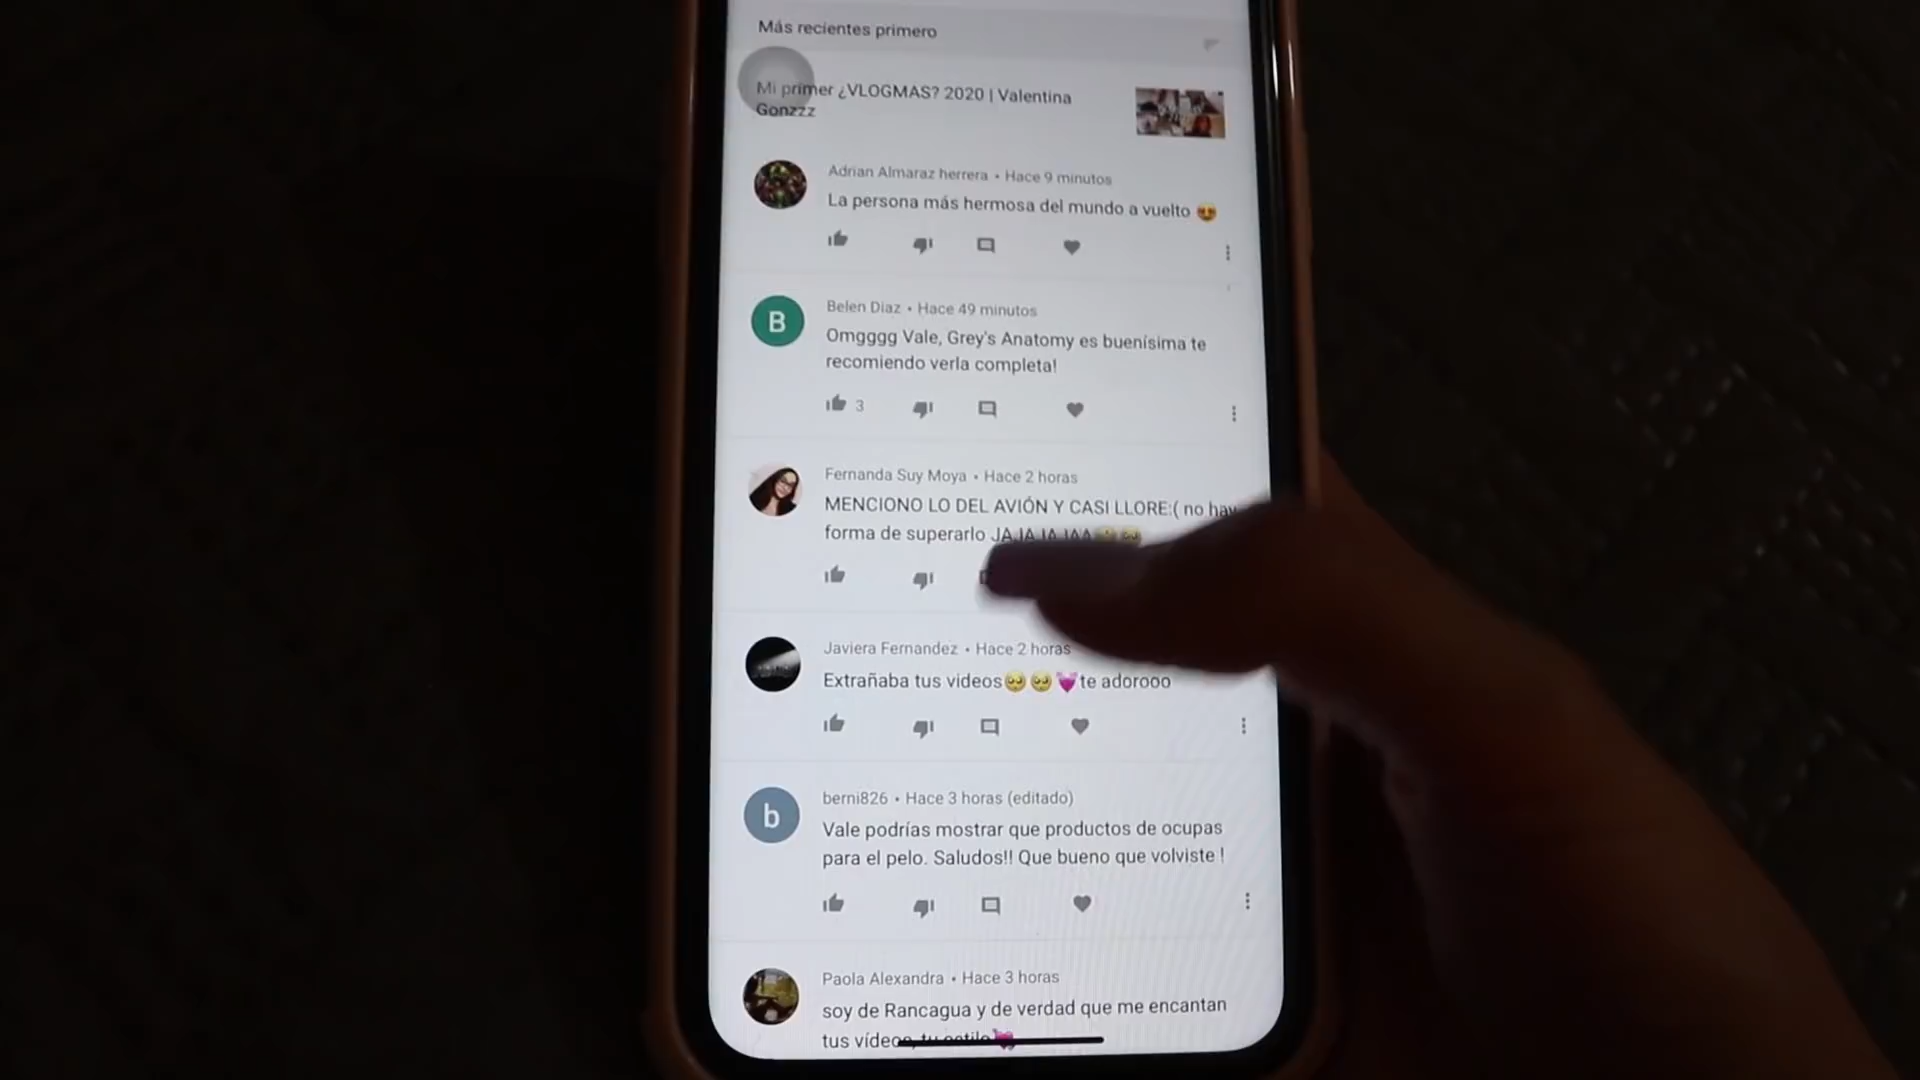 Más recientes primero
Mi primer ¿VLOGMAS? 2020 | Valentina
Gonzzz
Adrian Almaraz herrera • Hace 9 minutos
La persona más hermosa del mundo a vuelto 😍
B
Belen Diaz • Hace 49 minutos
Omgggg Vale, Grey's Anatomy es buenísima te
recomiendo verla completa!
3
Fernanda Suy Moya • Hace 2 horas
MENCIONO LO DEL AVIÓN Y CASI LLORE:( no hay
forma de superarlo JAJAJAJAA
Javiera Fernandez • Hace 2 horas
Extrañaba tus videos🥺🥺💓te adorooo
b
berni826 • Hace 3 horas (editado)
Vale podrías mostrar que productos de ocupas
para el pelo. Saludos!! Que bueno que volviste !
Paola Alexandra • Hace 3 horas
soy de Rancagua y de verdad que me encantan
tus vídeos, tu estilo💓